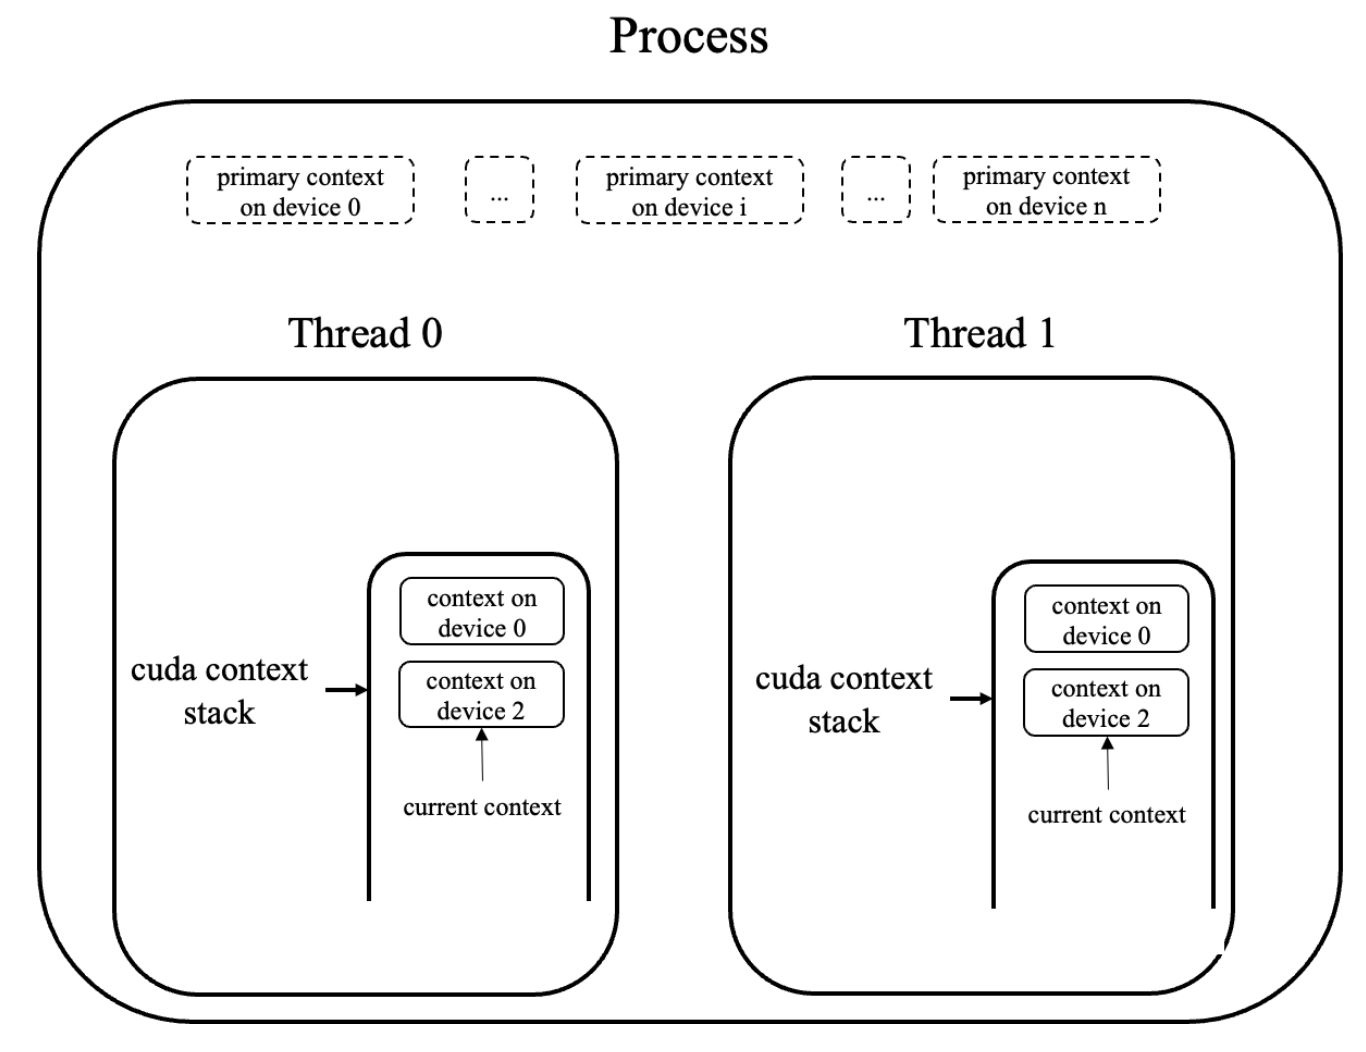 Process
primary context
on device 0
...
primary context
on device i
...
primary context
on device n
Thread 0
Thread 1
context on
device 0
context on
device 2
cuda context
stack
current context
context on
device 0
context on
device 2
cuda context
stack
current context